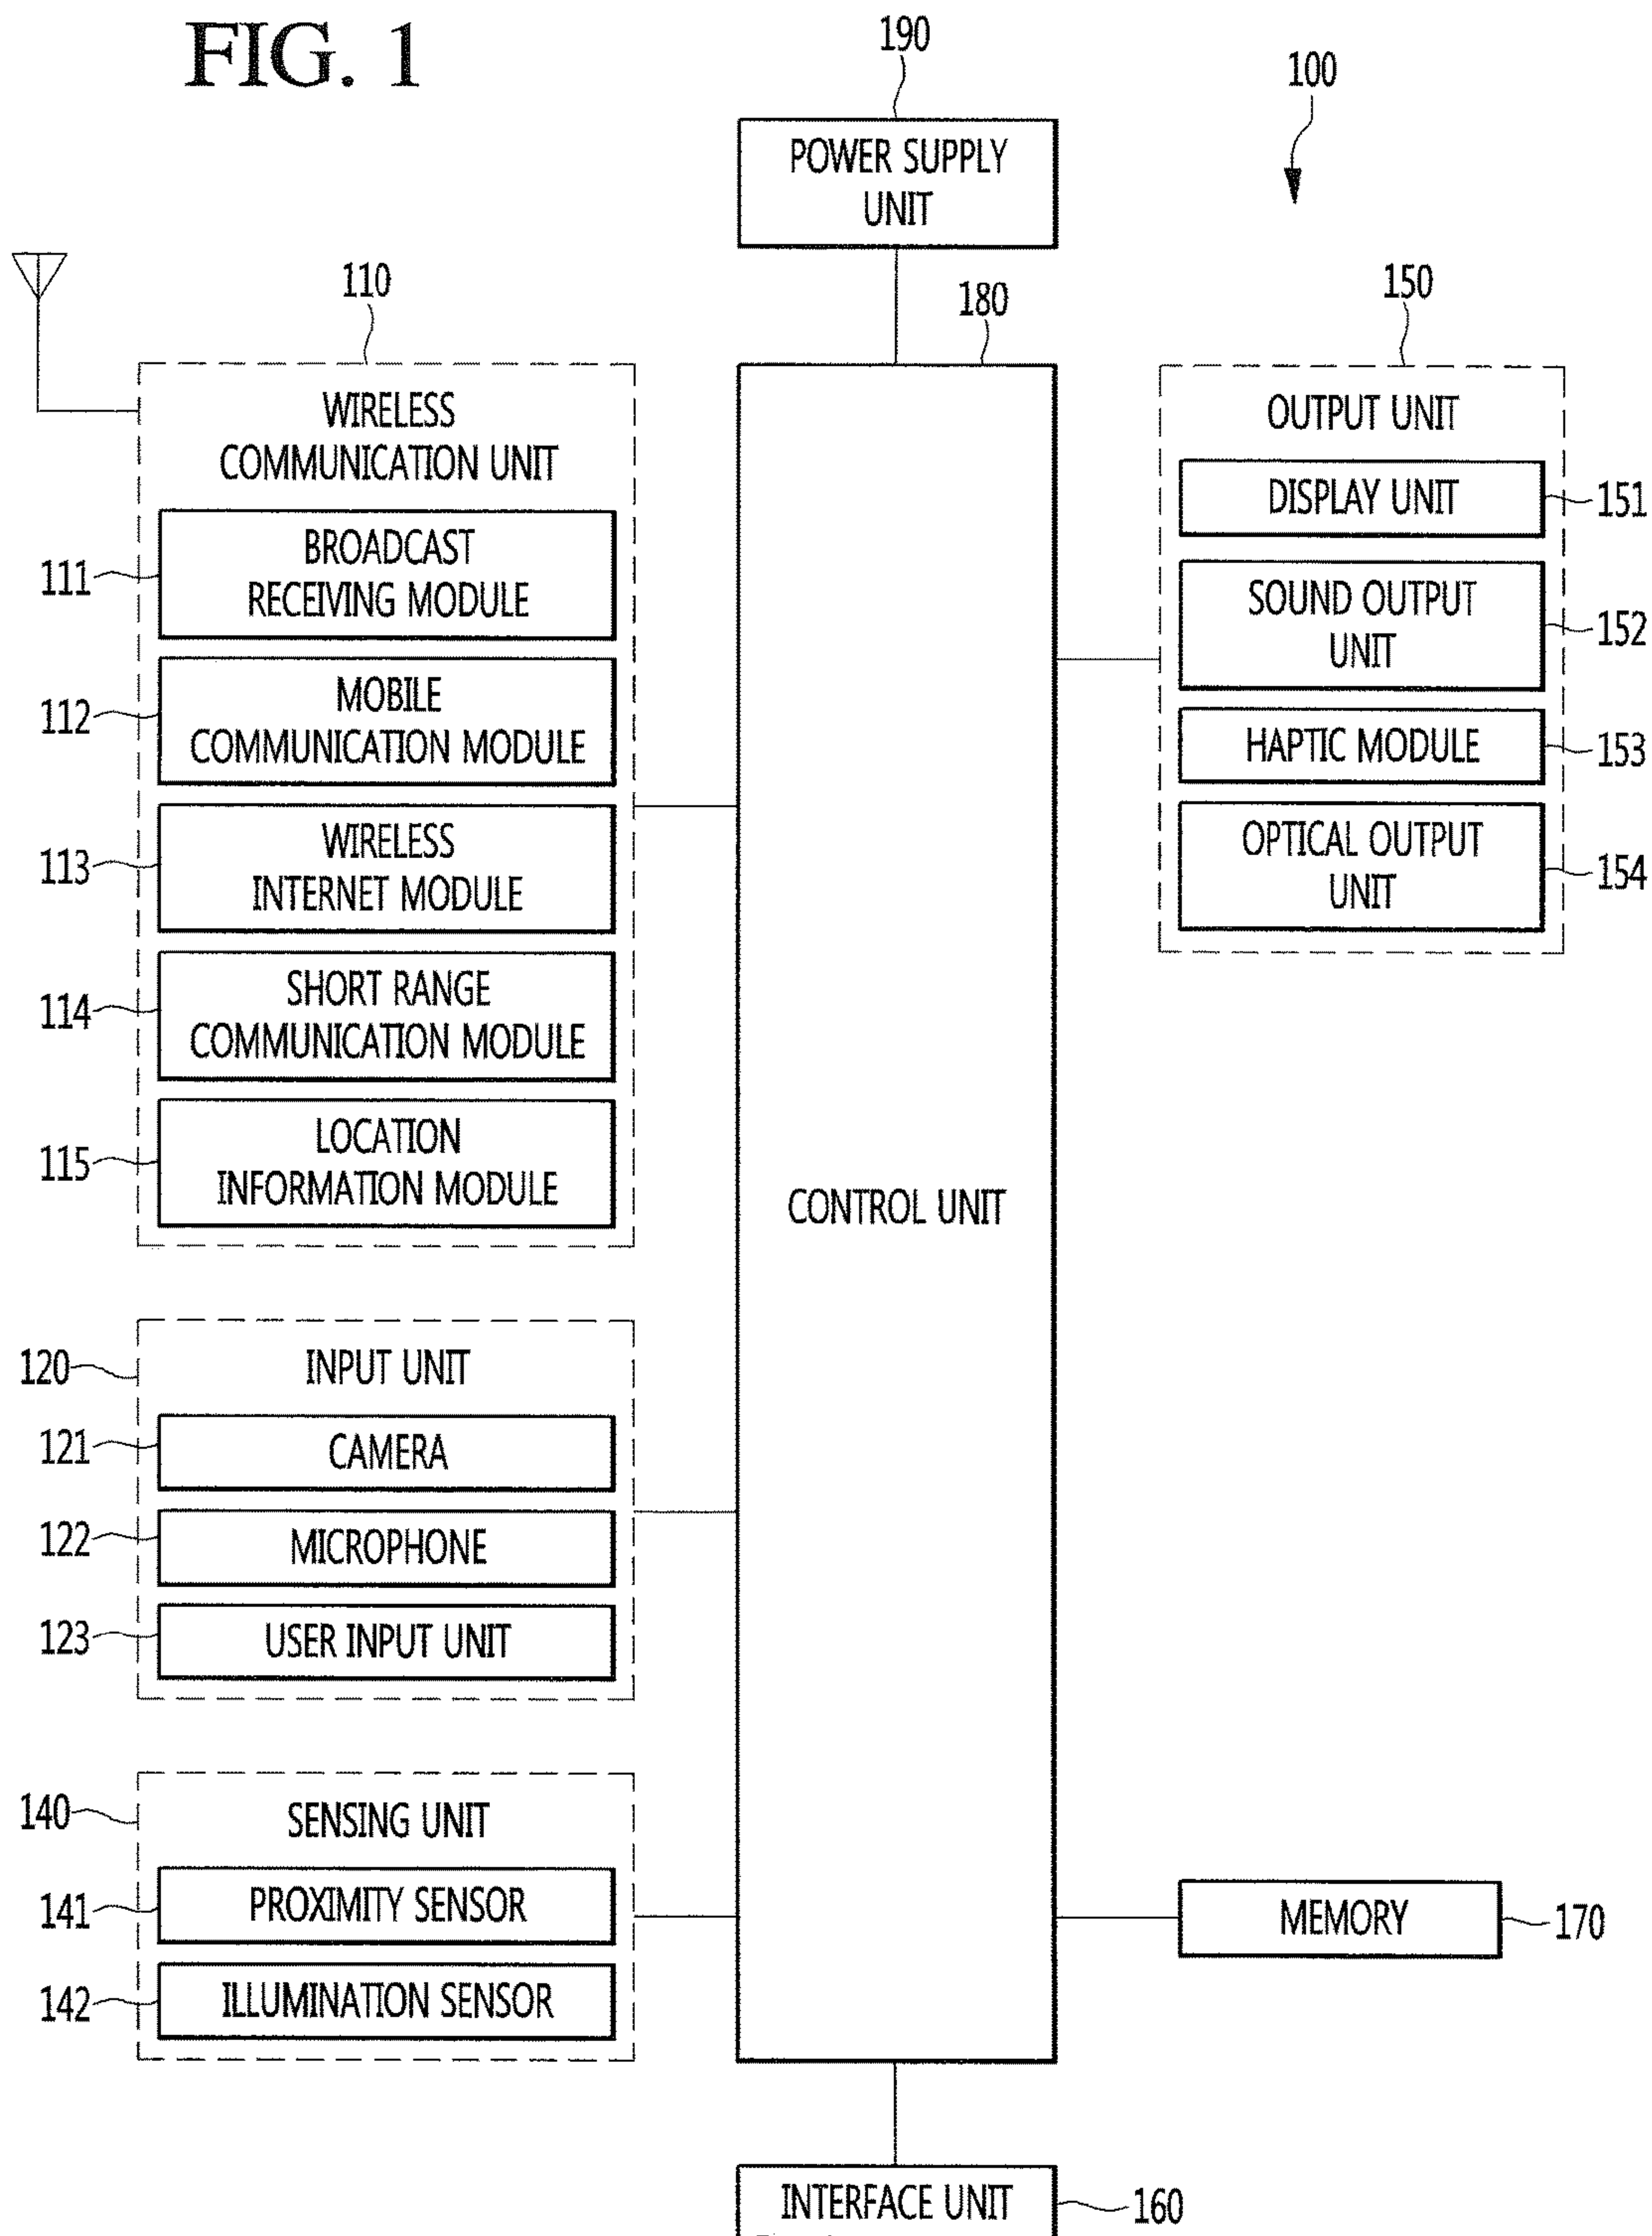 FIG. 1
190
100
POWER SUPPLY
UNIT
110
180
150
WIRELESS
COMMUNICATION UNIT
111
BROADCAST
RECEIVING MODULE
112
MOBILE
COMMUNICATION MODULE
113
WIRELESS
INTERNET MODULE
114
SHORT RANGE
COMMUNICATION MODULE
115
LOCATION
INFORMATION MODULE
120
INPUT UNIT
121
CAMERA
122
MICROPHONE
123
USER INPUT UNIT
140
SENSING UNIT
141
PROXIMITY SENSOR
142
ILLUMINATION SENSOR
CONTROL UNIT
OUTPUT UNIT
DISPLAY UNIT
151
SOUND OUTPUT
UNIT
152
HAPTIC MODULE
153
OPTICAL OUTPUT
UNIT
154
MEMORY
170
INTERFACE UNIT
160